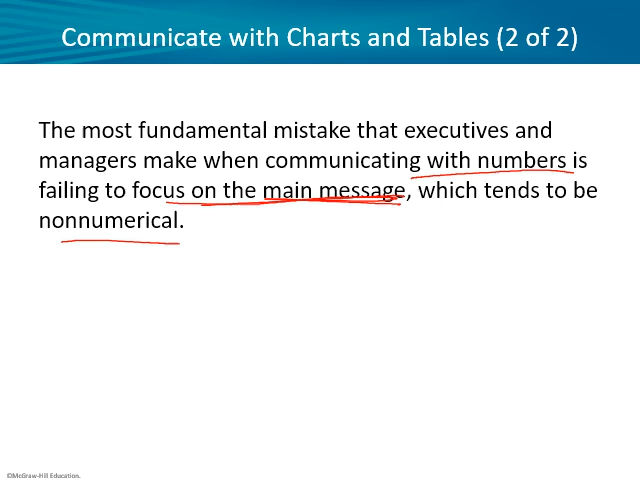 Communicate with Charts and Tables (2 of 2)
The most fundamental mistake that executives and
managers make when communicating with numbers is
failing to focus on the main message, which tends to be
nonnumerical.
©McGraw-Hill Education.